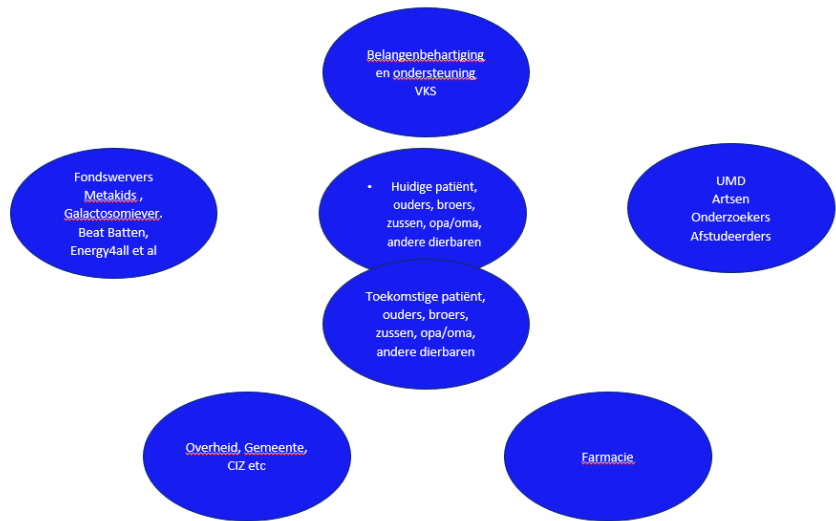 Belangenbehartiging
en ondersteuning
VKS
Fondswervers
Metakids ,
Galactosomiever.
Beat Batten,
Energy4all et al
• Huidige patiënt,
ouders, broers,
zussen, opa/oma,
andere dierbaren
UMD
Artsen
Onderzoekers
Afstudeerders
Toekomstige patiënt,
ouders, broers,
zussen, opa/oma,
andere dierbaren
Overheid, Gemeente,
CIZ etc
Farmacie